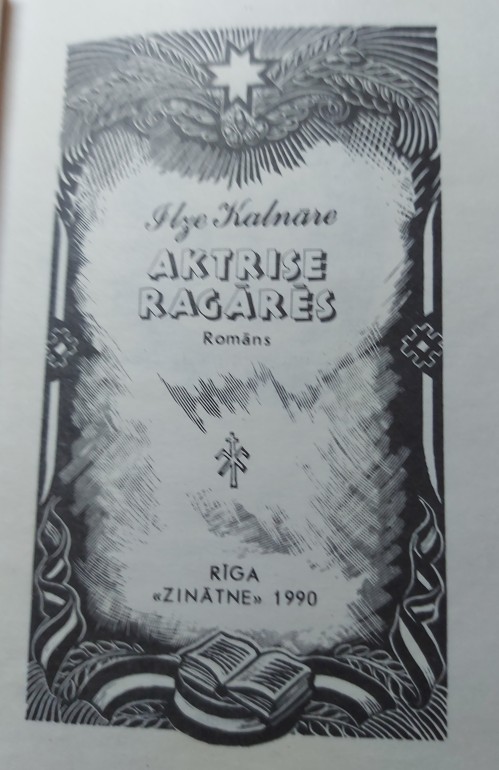 Ilze Kalnāre
AKTRISE
RAGĀRĒS
Romāns
RĪGA
«ZINĀTNE» 1990